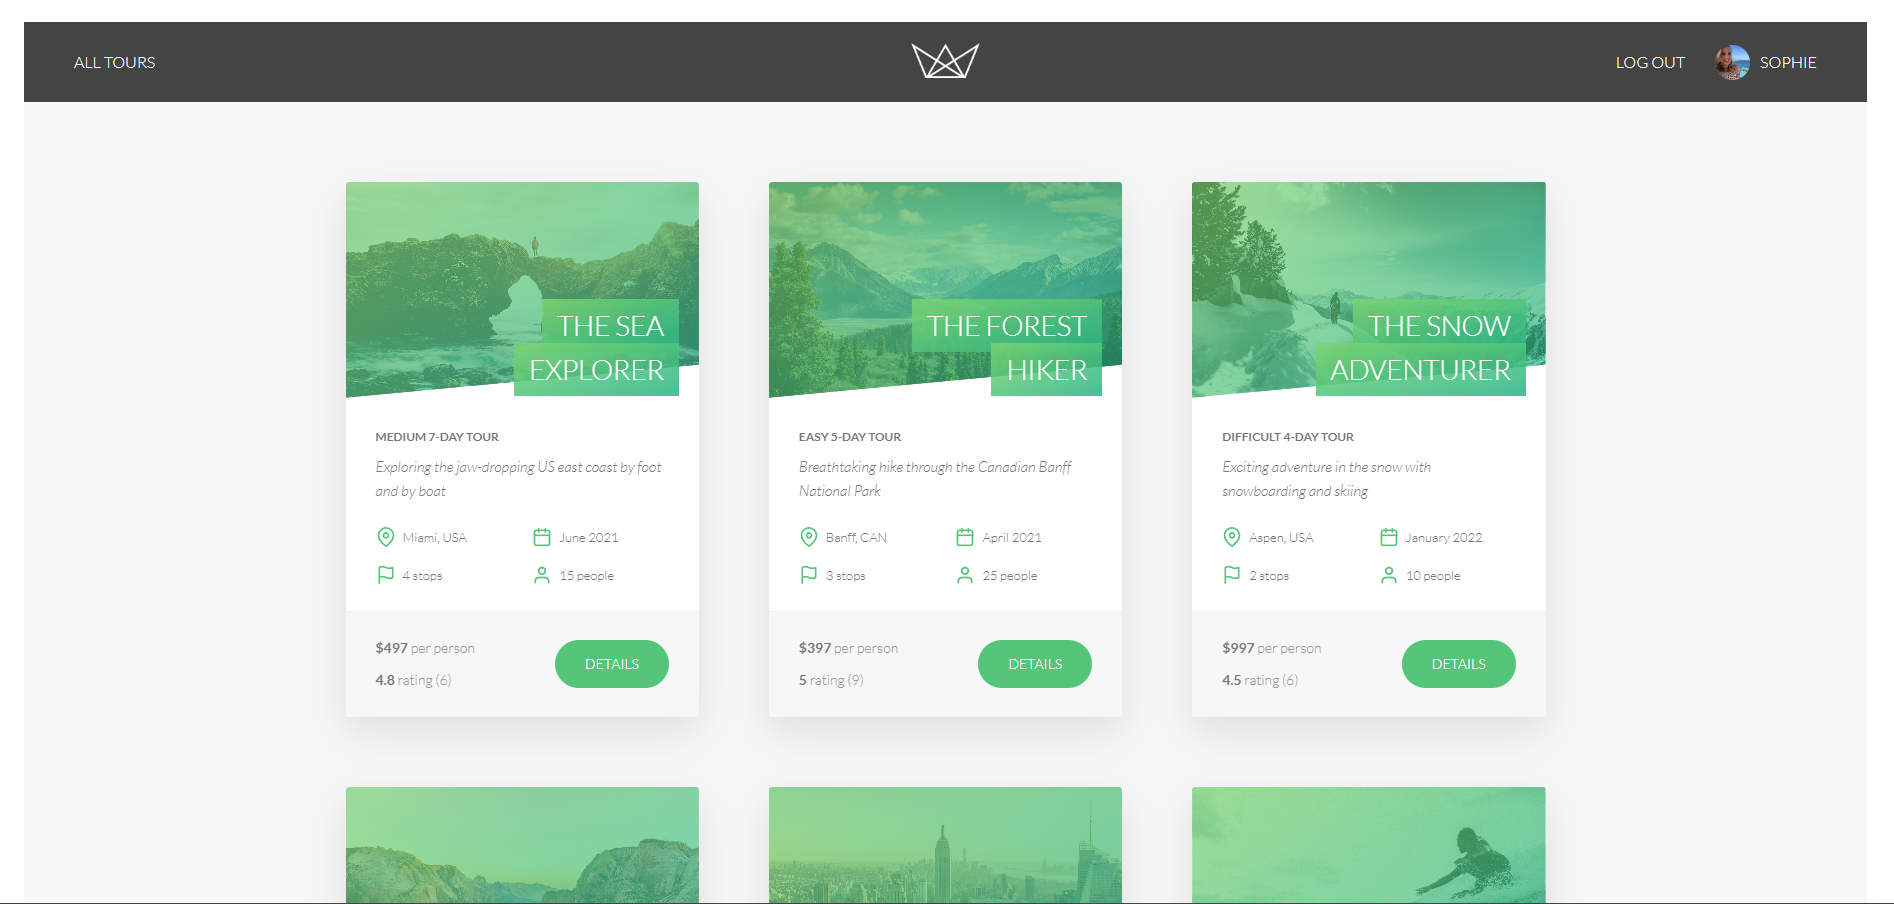 ALL TOURS
LOG OUT
SOPHIE
THE SEA
EXPLORER
MEDIUM 7-DAY TOUR
Exploring the jaw-dropping US east coast by foot
and by boat
Miami, USA
June 2021
4 stops
15 people
$497 per person
4.8 rating (6)
DETAILS
THE FOREST
HIKER
EASY 5-DAY TOUR
Breathtaking hike through the Canadian Banff
National Park
Banff, CAN
April 2021
3 stops
25 people
$397 per person
5 rating (9)
DETAILS
THE SNOW
ADVENTURER
DIFFICULT 4-DAY TOUR
Exciting adventure in the snow with
snowboarding and skiing
Aspen, USA
January 2022
2 stops
10 people
$997 per person
4.5 rating (6)
DETAILS